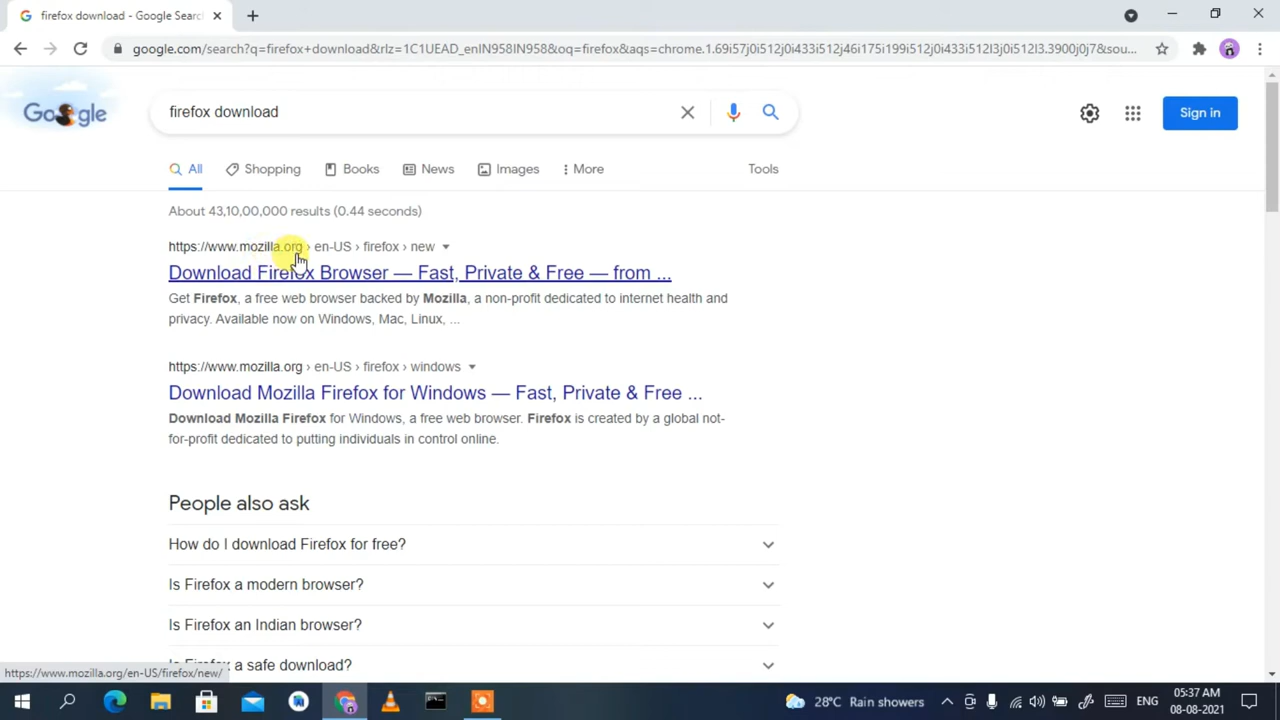 firefox download - Google Searc
google.com/search?q=firefox+download&rlz=1C1UEAD_enIN958IN958&oq=firefox&aqs=chrome.1.69i57j0i512j0i433i512j46i175i199i512j0i433i512l3j0i512l3.3900j0j7&sou...
Google
firefox download
Sign in
All
Shopping
Books
News
Images
More
Tools
About 43,10,00,000 results (0.44 seconds)
https://www.mozilla.org › en-US › firefox › new
Download Firefox Browser — Fast, Private & Free — from ...
Get Firefox, a free web browser backed by Mozilla, a non-profit dedicated to internet health and
privacy. Available now on Windows, Mac, Linux, ...
https://www.mozilla.org › en-US › firefox › windows
Download Mozilla Firefox for Windows — Fast, Private & Free ...
Download Mozilla Firefox for Windows, a free web browser. Firefox is created by a global not-
for-profit dedicated to putting individuals in control online.
People also ask
How do I download Firefox for free?
Is Firefox a modern browser?
Is Firefox an Indian browser?
Is Firefox a safe download?
https://www.mozilla.org/en-US/firefox/new/
28°C Rain showers
ENG
05:37 AM
08-08-2021